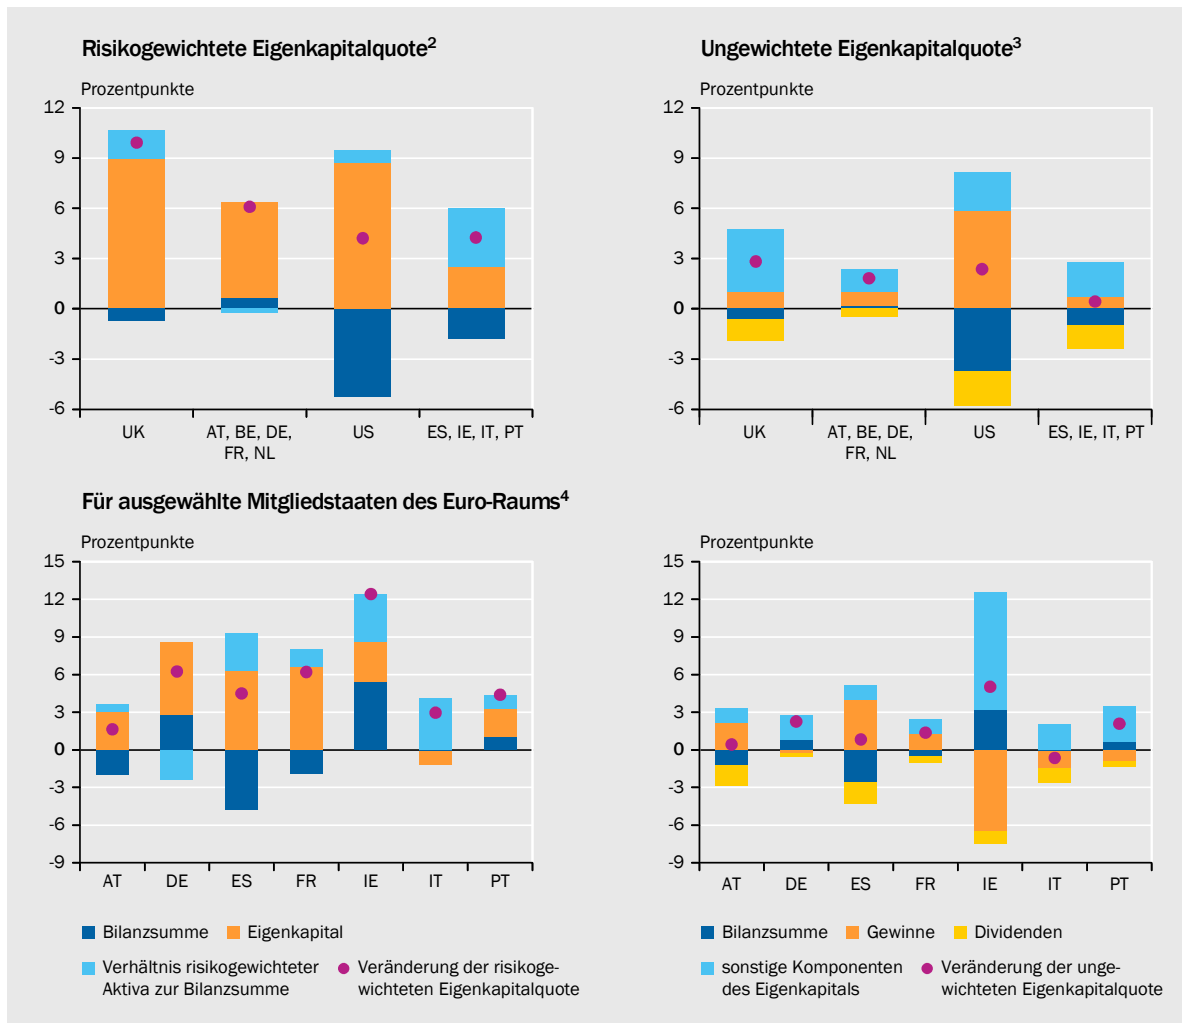 Risikogewichtete Eigenkapitalquote²
Prozentpunkte
12
9
6
3
0
-3
-6
UK
AT, BE, DE,
FR, NL
US
ES, IE, IT, PT
Ungewichtete Eigenkapitalquote³
Prozentpunkte
12
9
6
3
0
-3
-6
UK
AT, BE, DE,
FR, NL
US
ES, IE, IT, PT
Für ausgewählte Mitgliedstaaten des Euro-Raums⁴
Prozentpunkte
15
12
9
6
3
0
-3
-6
-9
AT
DE
ES
FR
IE
IT
PT
Bilanzsumme
Eigenkapital
Verhältnis risikogewichteter
Aktiva zur Bilanzsumme
Veränderung der risikoge-
wichteten Eigenkapitalquote
Prozentpunkte
15
12
9
6
3
0
-3
-6
-9
AT
DE
ES
FR
IE
IT
PT
Bilanzsumme
Gewinne
Dividenden
sonstige Komponenten
des Eigenkapitals
Veränderung der unge-
wichteten Eigenkapitalquote